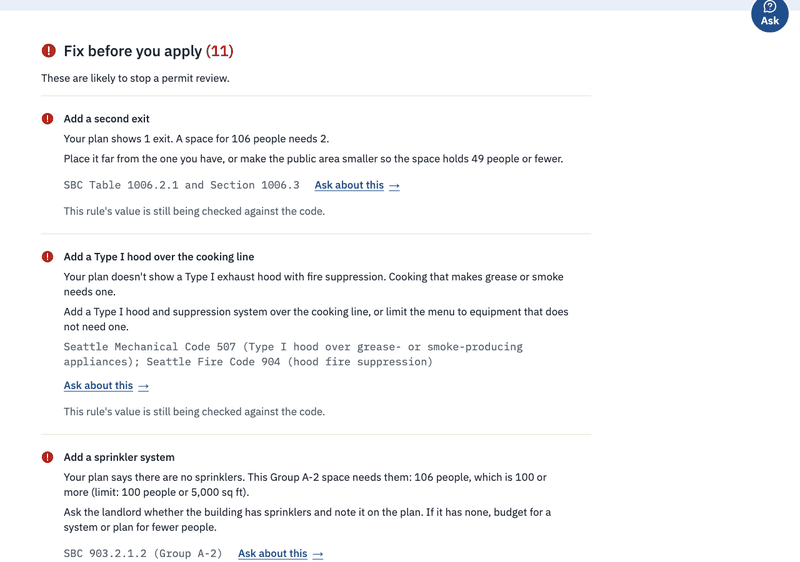 Ask
Fix before you apply (11)
These are likely to stop a permit review.
Add a second exit
Your plan shows 1 exit. A space for 106 people needs 2.
Place it far from the one you have, or make the public area smaller so the space holds 49 people or fewer.
SBC Table 1006.2.1 and Section 1006.3 Ask about this →
This rule's value is still being checked against the code.
Add a Type I hood over the cooking line
Your plan doesn't show a Type I exhaust hood with fire suppression. Cooking that makes grease or smoke
needs one.
Add a Type I hood and suppression system over the cooking line, or limit the menu to equipment that does
not need one.
Seattle Mechanical Code 507 (Type I hood over grease- or smoke-producing
appliances); Seattle Fire Code 904 (hood fire suppression)
Ask about this →
This rule's value is still being checked against the code.
Add a sprinkler system
Your plan says there are no sprinklers. This Group A-2 space needs them: 106 people, which is 100 or
more (limit: 100 people or 5,000 sq ft).
Ask the landlord whether the building has sprinklers and note it on the plan. If it has none, budget for a
system or plan for fewer people.
SBC 903.2.1.2 (Group A-2) Ask about this →